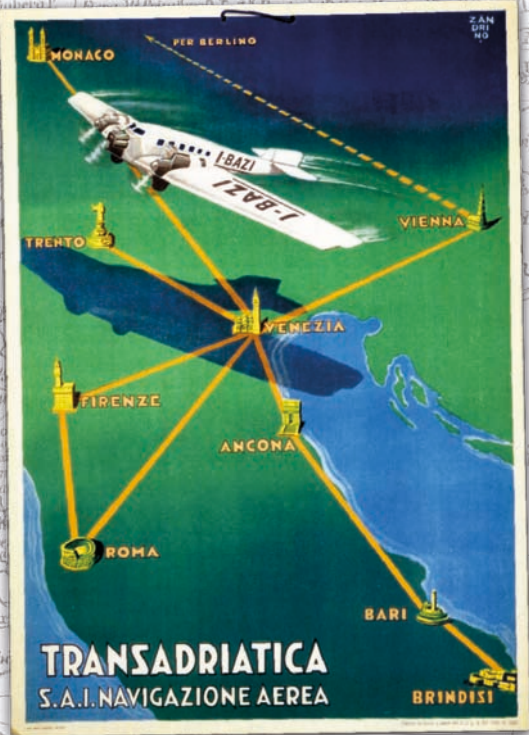 ZAN
DRI
NO
PER BERLINO
MONACO
I-BAZI
I-BAZI
VIENNA
TRENTO
VENEZIA
FIRENZE
ANCONA
ROMA
BARI
TRANSADRIATICA
S.A.I. NAVIGAZIONE AEREA
BRINDISI